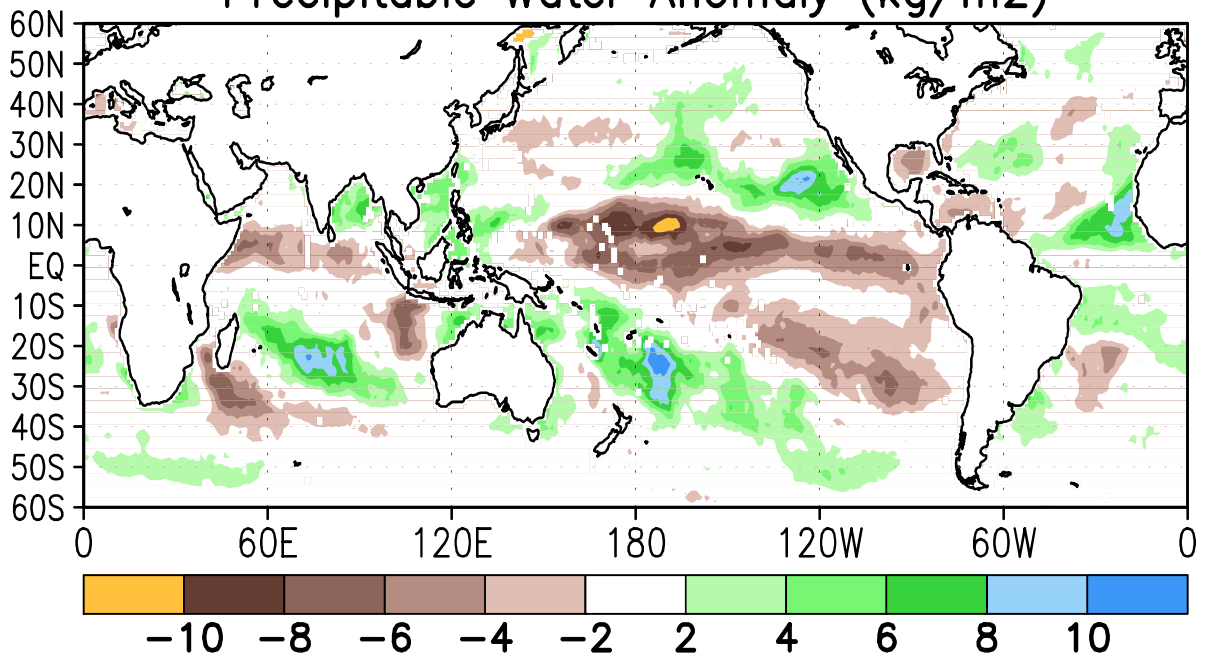 Precipitable Water Anomaly (kg/m2)
60N
50N
40N
30N
20N
10N
EQ
10S
20S
30S
40S
50S
60S
0 60E 120E 180 120W 60W 0
-10 -8 -6 -4 -2 2 4 6 8 10